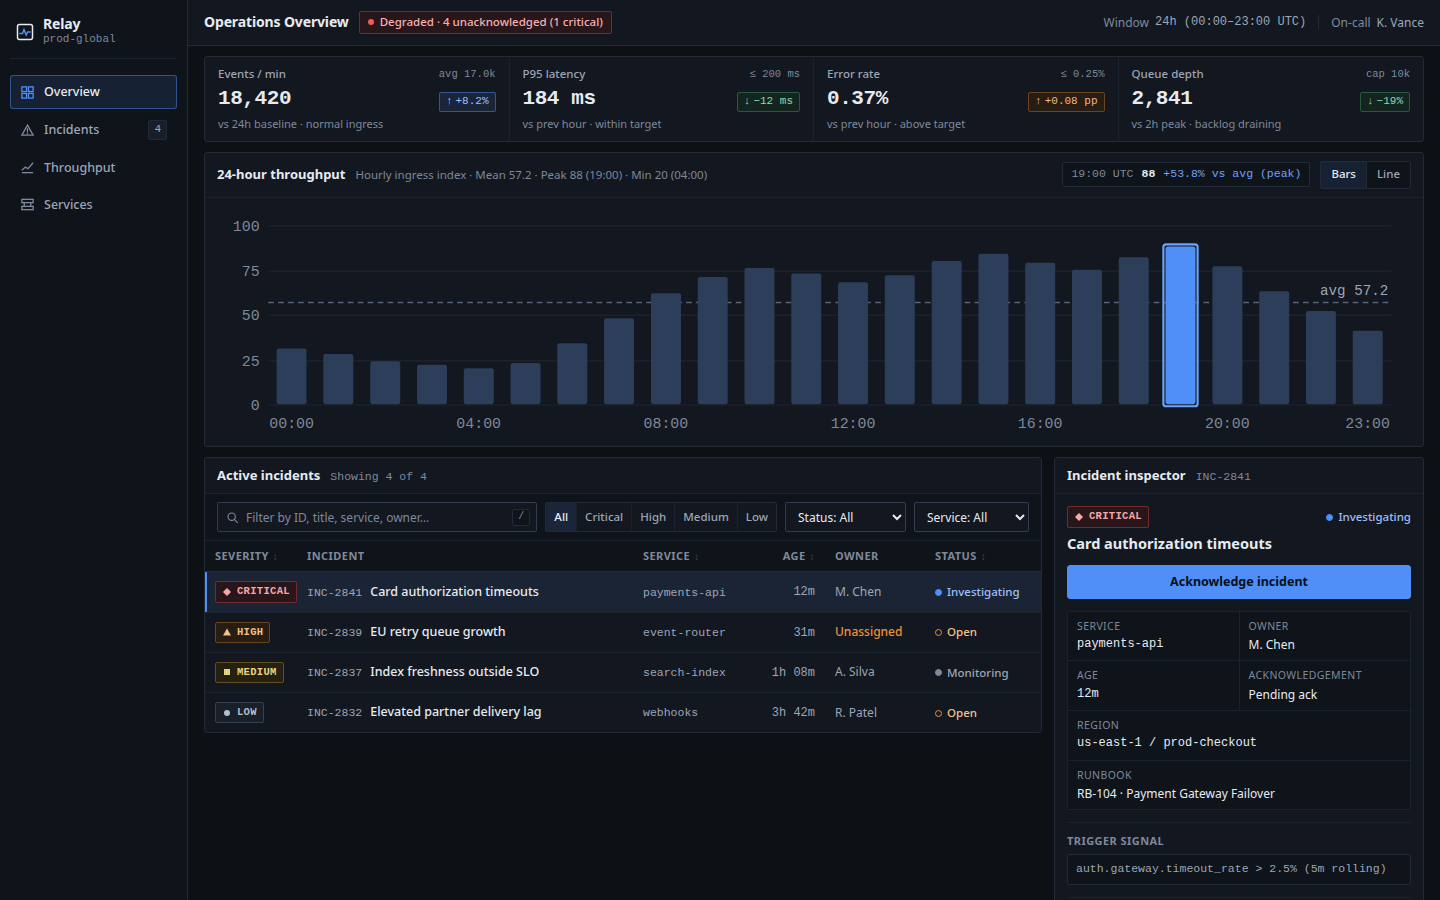 Relay
prod-global
Overview
Incidents 4
Throughput
Services
Operations Overview Degraded · 4 unacknowledged (1 critical) Window 24h (00:00–23:00 UTC) On-call K. Vance
Events / min avg 17.0k
18,420 ↑ +8.2%
vs 24h baseline · normal ingress
P95 latency ≤ 200 ms
184 ms ↓ −12 ms
vs prev hour · within target
Error rate ≤ 0.25%
0.37% ↑ +0.08 pp
vs prev hour · above target
Queue depth cap 10k
2,841 ↓ −19%
vs 2h peak · backlog draining
24-hour throughput Hourly ingress index · Mean 57.2 · Peak 88 (19:00) · Min 20 (04:00) 19:00 UTC 88 +53.8% vs avg (peak) Bars Line
100
75
avg 57.2
50
25
0
00:00 04:00 08:00 12:00 16:00 20:00 23:00
Active incidents Showing 4 of 4
Filter by ID, title, service, owner... / All Critical High Medium Low Status: All Service: All
SEVERITY ↕ INCIDENT SERVICE ↕ AGE ↕ OWNER STATUS ↕
CRITICAL INC-2841 Card authorization timeouts payments-api 12m M. Chen Investigating
HIGH INC-2839 EU retry queue growth event-router 31m Unassigned Open
MEDIUM INC-2837 Index freshness outside SLO search-index 1h 08m A. Silva Monitoring
LOW INC-2832 Elevated partner delivery lag webhooks 3h 42m R. Patel Open
Incident inspector INC-2841
CRITICAL Investigating
Card authorization timeouts
Acknowledge incident
SERVICE OWNER
payments-api M. Chen
AGE ACKNOWLEDGEMENT
12m Pending ack
REGION
us-east-1 / prod-checkout
RUNBOOK
RB-104 · Payment Gateway Failover
TRIGGER SIGNAL
auth.gateway.timeout_rate > 2.5% (5m rolling)